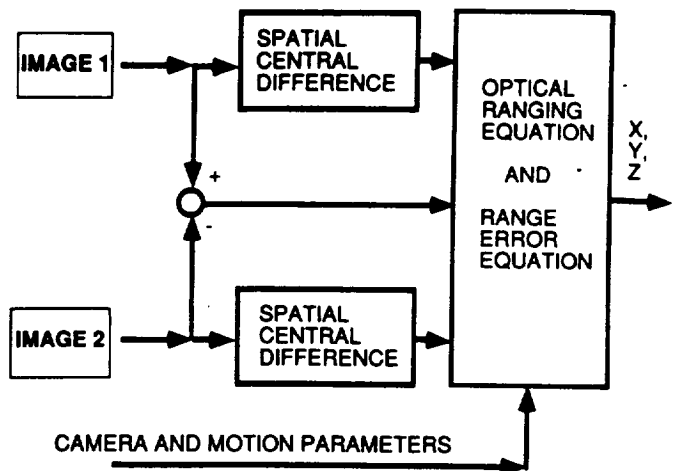 IMAGE 1
SPATIAL
CENTRAL
DIFFERENCE
OPTICAL
RANGING
EQUATION
AND
RANGE
ERROR
EQUATION
X,
Y,
Z
+
-
IMAGE 2
SPATIAL
CENTRAL
DIFFERENCE
CAMERA AND MOTION PARAMETERS